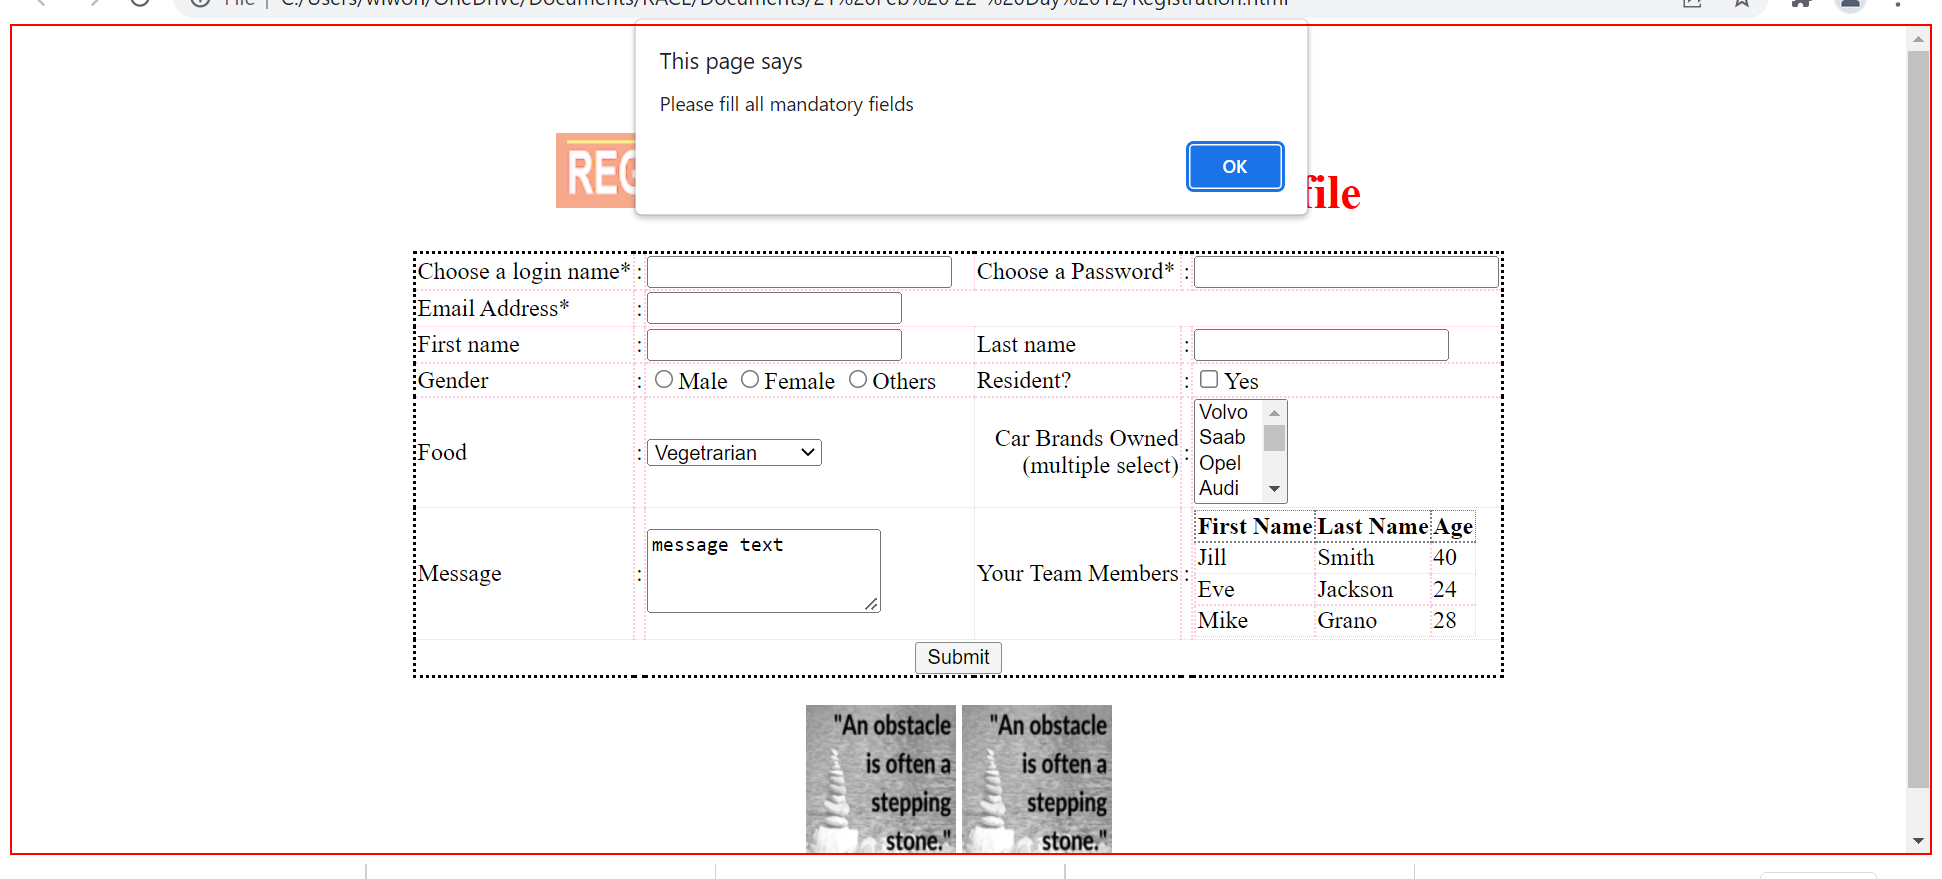 File | C:/Users/wiwon/OneDrive/Documents/RACE/Documents/21%20Feb%20'22-%20Day%2012/Registration.html
This page says
Please fill all mandatory fields
OK
REG
file
Choose a login name* : Choose a Password* :
Email Address* :
First name : Last name :
Gender : Male Female Others Resident? : Yes
Food : Vegetrarian Car Brands Owned (multiple select) :
Volvo
Saab
Opel
Audi
Message : message text Your Team Members :
First Name Last Name Age
Jill Smith 40
Eve Jackson 24
Mike Grano 28
Submit
"An obstacle
is often a
stepping
stone."
"An obstacle
is often a
stepping
stone."